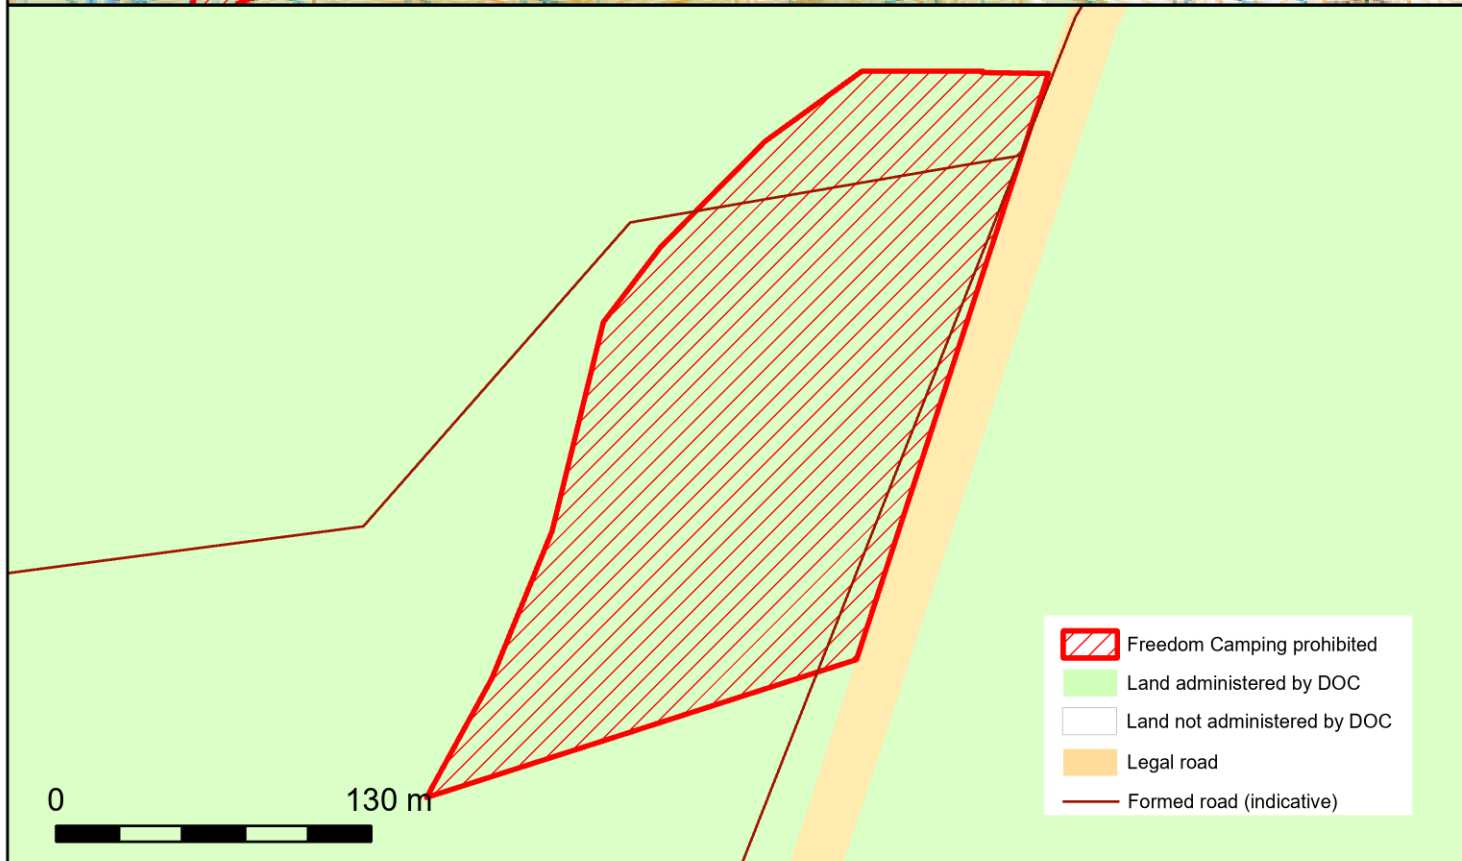 Freedom Camping prohibited
Land administered by DOC
Land not administered by DOC
Legal road
Formed road (indicative)
0 130 m